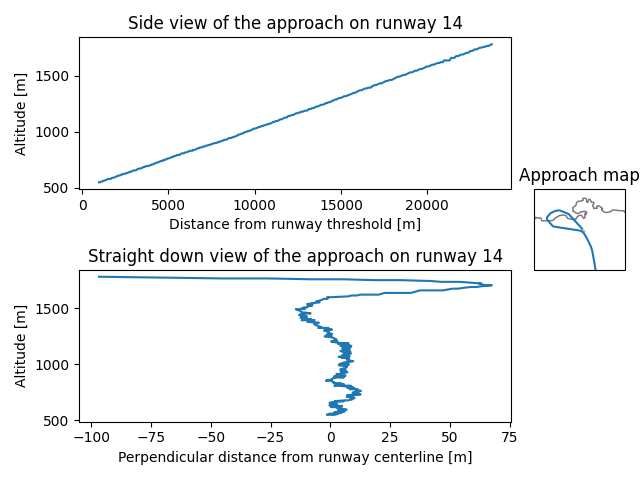 Side view of the approach on runway 14
Altitude [m]
1500
1000
500
0
5000
10000
15000
20000
Distance from runway threshold [m]
Approach map
Straight down view of the approach on runway 14
Altitude [m]
1500
1000
500
−100
−75
−50
−25
0
25
50
75
Perpendicular distance from runway centerline [m]